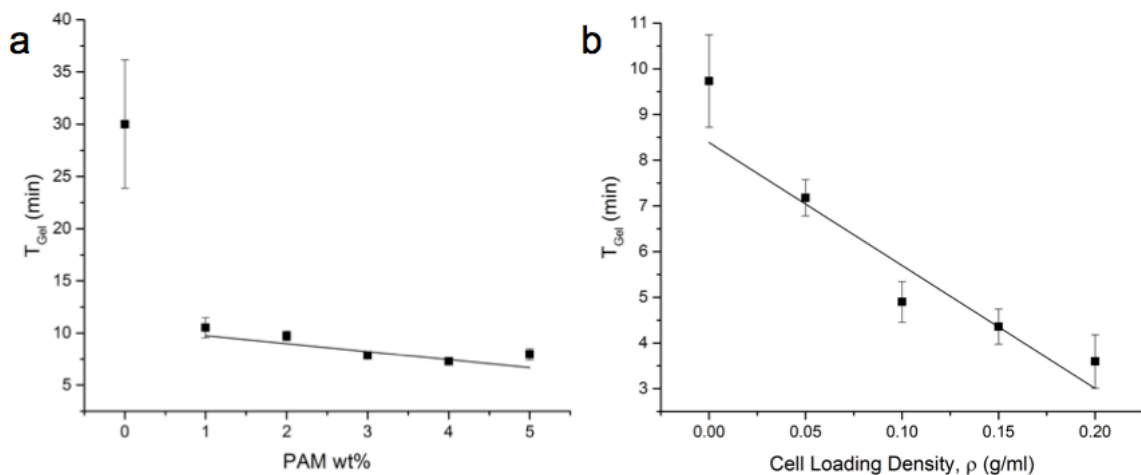 a
40
35
30
25
20
15
10
5
T_Gel (min)
0 1 2 3 4 5
PAM wt%
b
11
10
9
8
7
6
5
4
3
T_Gel (min)
0.00 0.05 0.10 0.15 0.20
Cell Loading Density, ρ (g/ml)